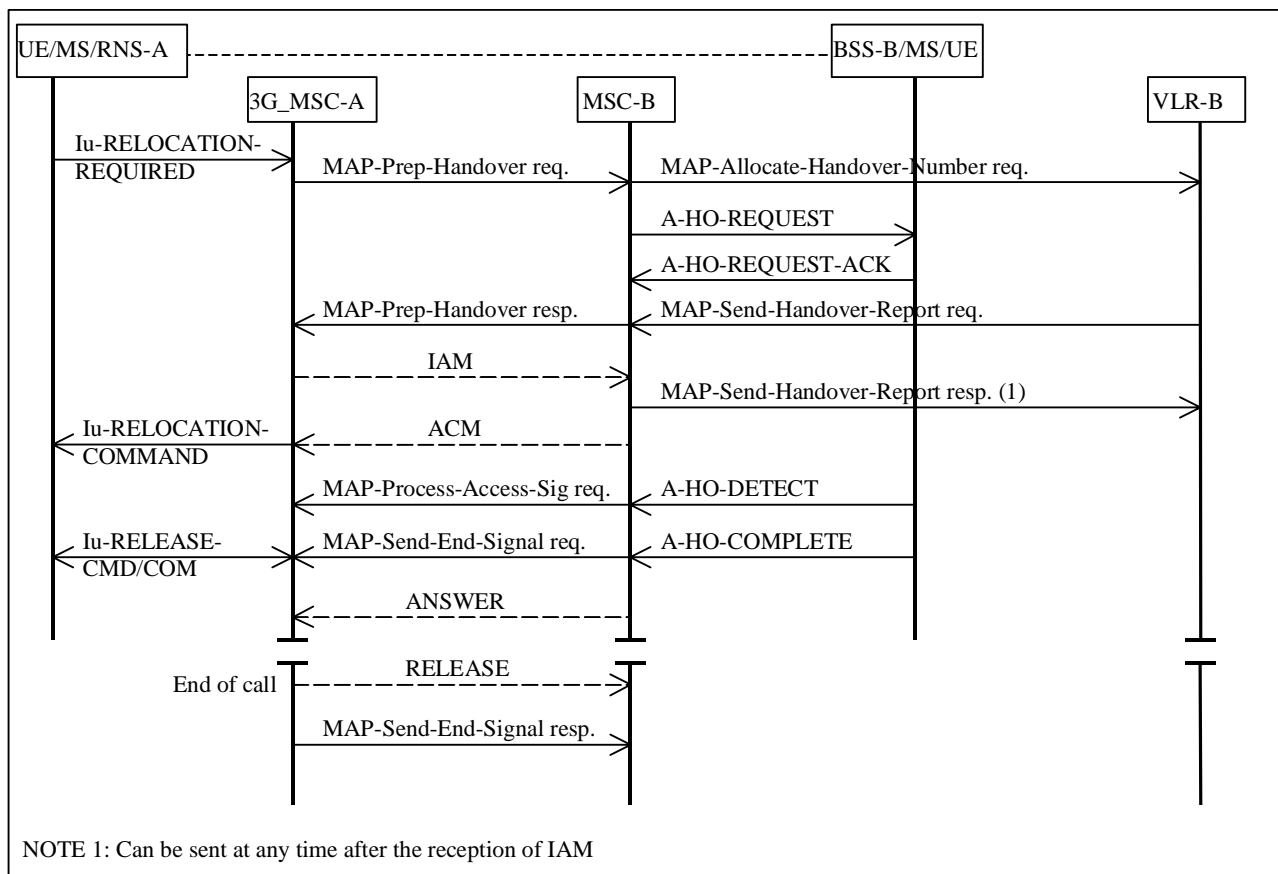 UE/MS/RNS-A
BSS-B/MS/UE
3G_MSC-A
MSC-B
VLR-B
Iu-RELOCATION-
REQUIRED
MAP-Prep-Handover req.
MAP-Allocate-Handover-Number req.
A-HO-REQUEST
A-HO-REQUEST-ACK
MAP-Prep-Handover resp.
MAP-Send-Handover-Report req.
IAM
MAP-Send-Handover-Report resp. (1)
Iu-RELOCATION-
COMMAND
ACM
MAP-Process-Access-Sig req.
A-HO-DETECT
Iu-RELEASE-
CMD/COM
MAP-Send-End-Signal req.
A-HO-COMPLETE
ANSWER
RELEASE
End of call
MAP-Send-End-Signal resp.
NOTE 1: Can be sent at any time after the reception of IAM